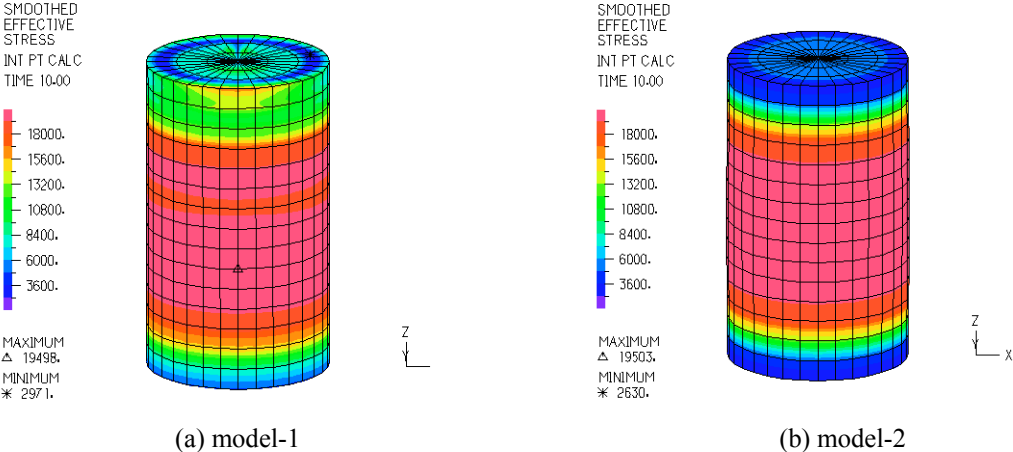 SMOOTHED
EFFECTIVE
STRESS
INT PT CALC
TIME 10.00
18000.
15600.
13200.
10800.
8400.
6000.
3600.
MAXIMUM
△ 19498.
MINIMUM
* 2971.
Z
Y
(a) model-1
SMOOTHED
EFFECTIVE
STRESS
INT PT CALC
TIME 10.00
18000.
15600.
13200.
10800.
8400.
6000.
3600.
MAXIMUM
△ 19503.
MINIMUM
* 2630.
Z
Y
X
(b) model-2